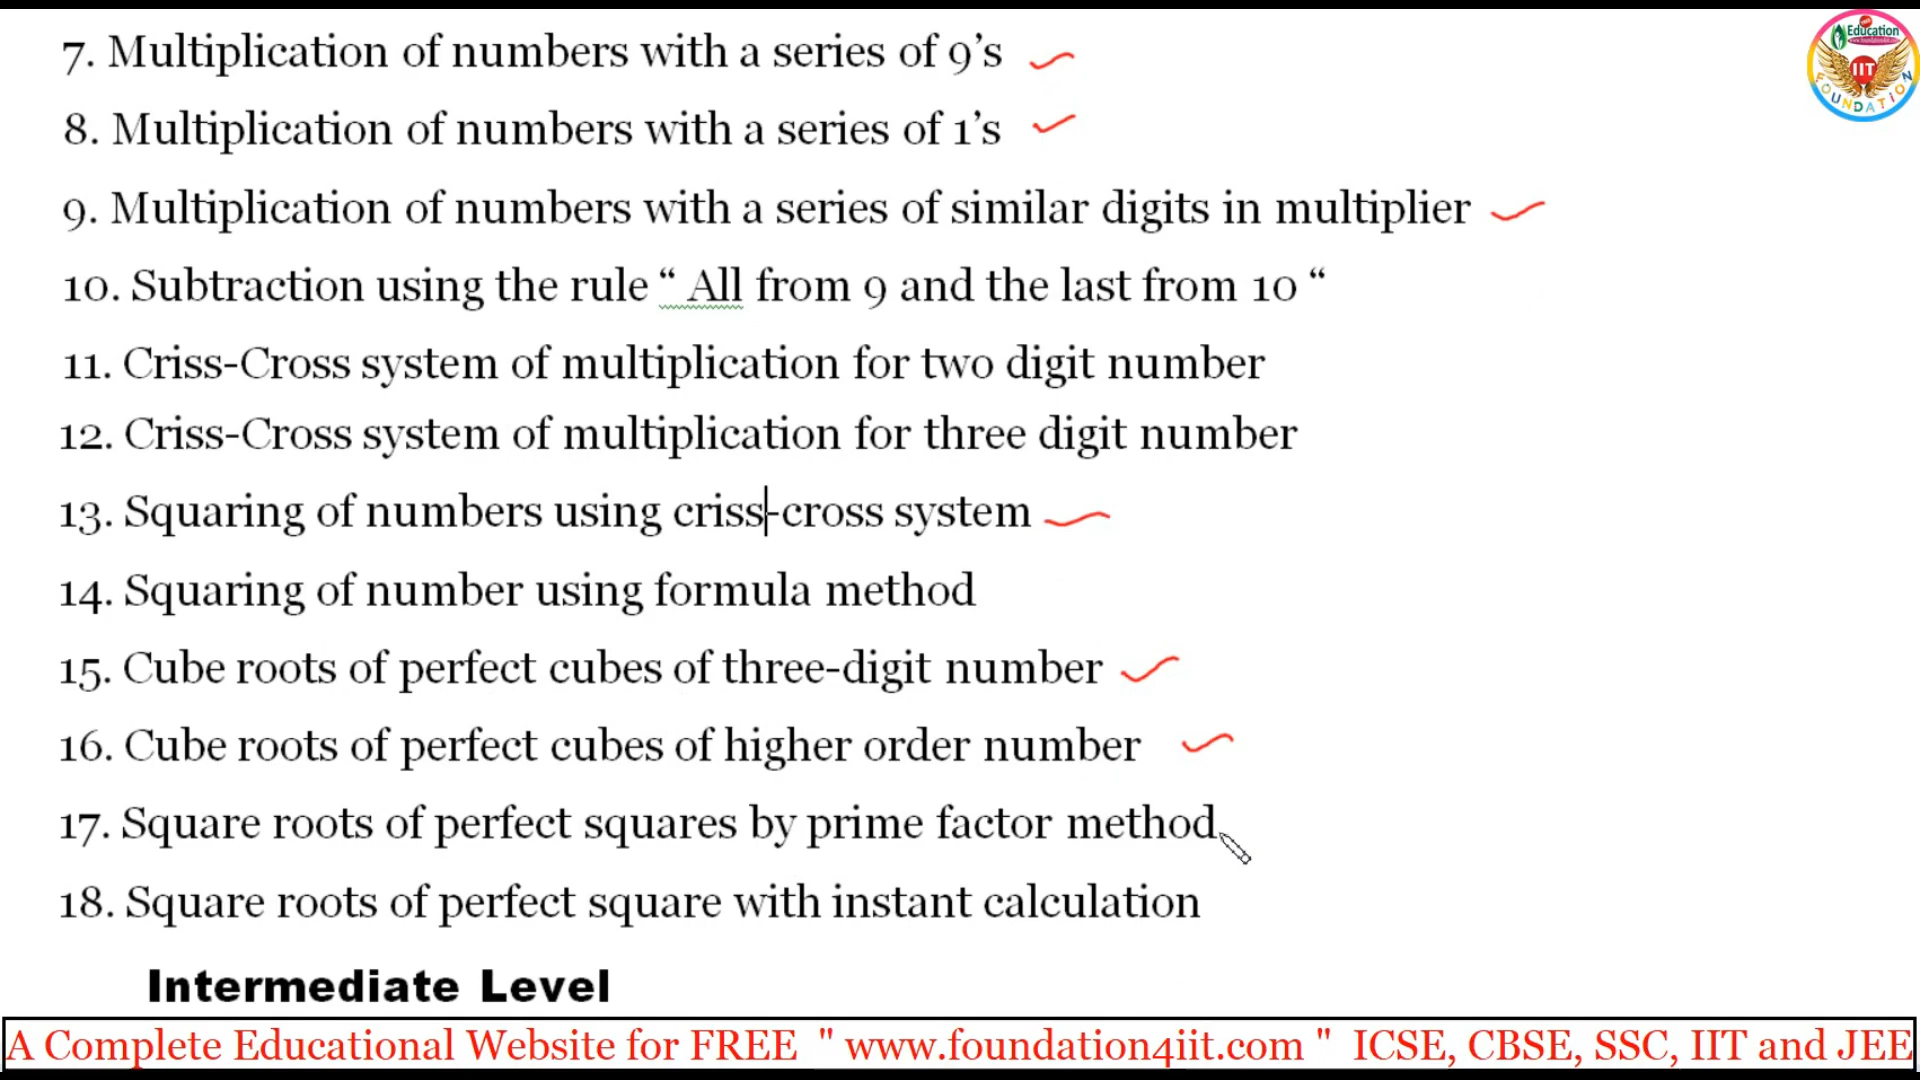 7. Multiplication of numbers with a series of 9's
8. Multiplication of numbers with a series of 1's
9. Multiplication of numbers with a series of similar digits in multiplier
10. Subtraction using the rule “ All from 9 and the last from 10 “
11. Criss-Cross system of multiplication for two digit number
12. Criss-Cross system of multiplication for three digit number
13. Squaring of numbers using criss-cross system
14. Squaring of number using formula method
15. Cube roots of perfect cubes of three-digit number
16. Cube roots of perfect cubes of higher order number
17. Square roots of perfect squares by prime factor method
18. Square roots of perfect square with instant calculation
Intermediate Level
A Complete Educational Website for FREE " www.foundation4iit.com " ICSE, CBSE, SSC, IIT and JEE
Education
IIT
FOUNDATION